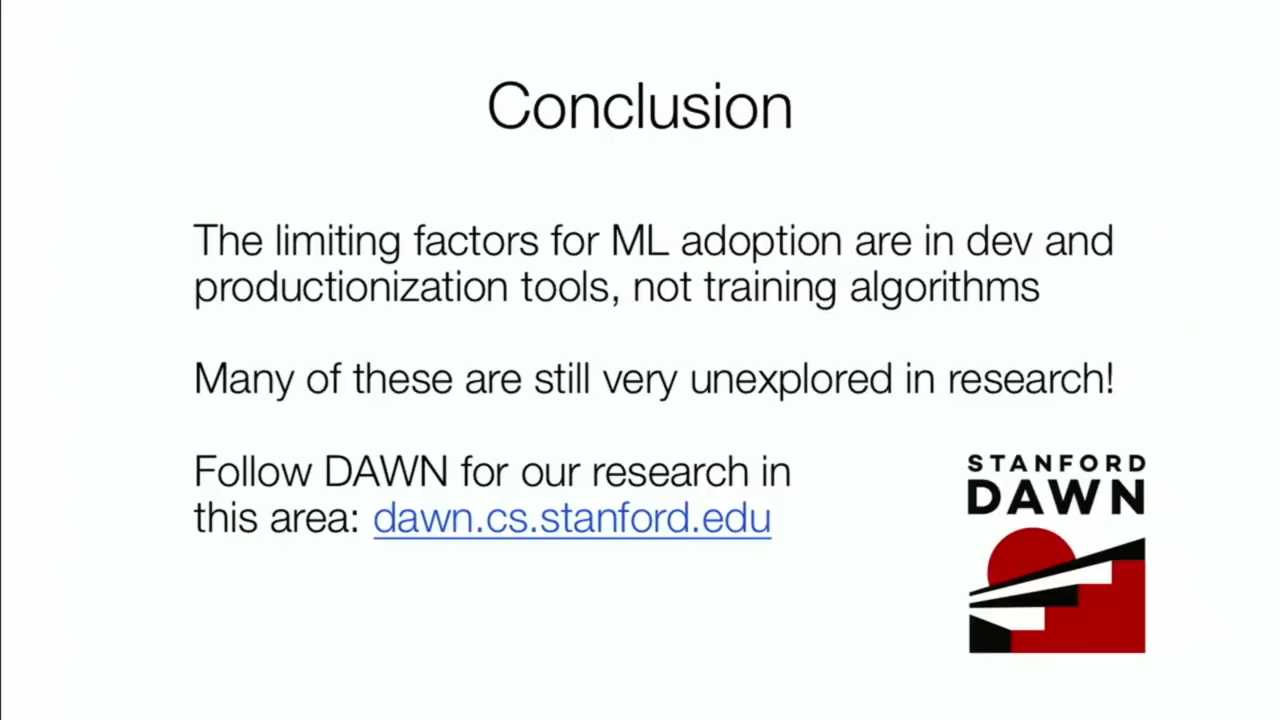 Conclusion
The limiting factors for ML adoption are in dev and
productionization tools, not training algorithms
Many of these are still very unexplored in research!
Follow DAWN for our research in
this area: dawn.cs.stanford.edu
STANFORD
DAWN